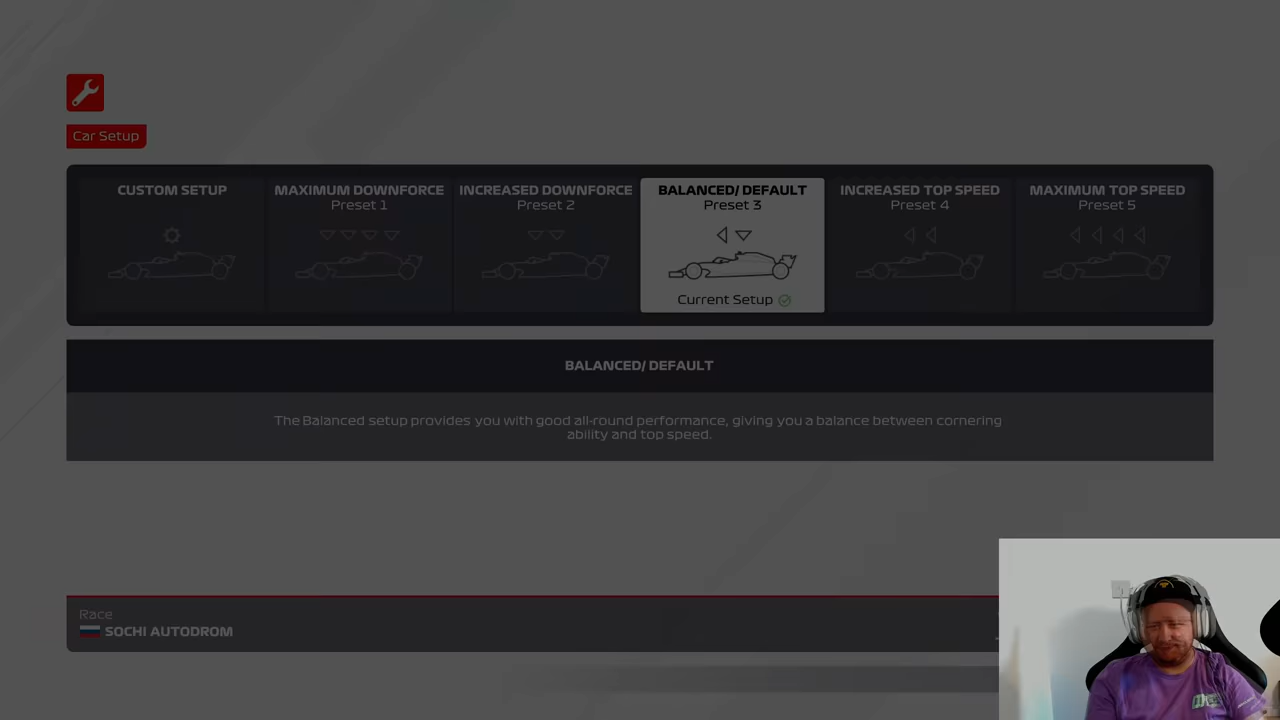 Car Setup
CUSTOM SETUP
MAXIMUM DOWNFORCE
Preset 1
INCREASED DOWNFORCE
Preset 2
BALANCED/ DEFAULT
Preset 3
Current Setup
INCREASED TOP SPEED
Preset 4
MAXIMUM TOP SPEED
Preset 5
BALANCED/ DEFAULT
The Balanced setup provides you with good all-round performance, giving you a balance between cornering
ability and top speed.
Race
SOCHI AUTODROM